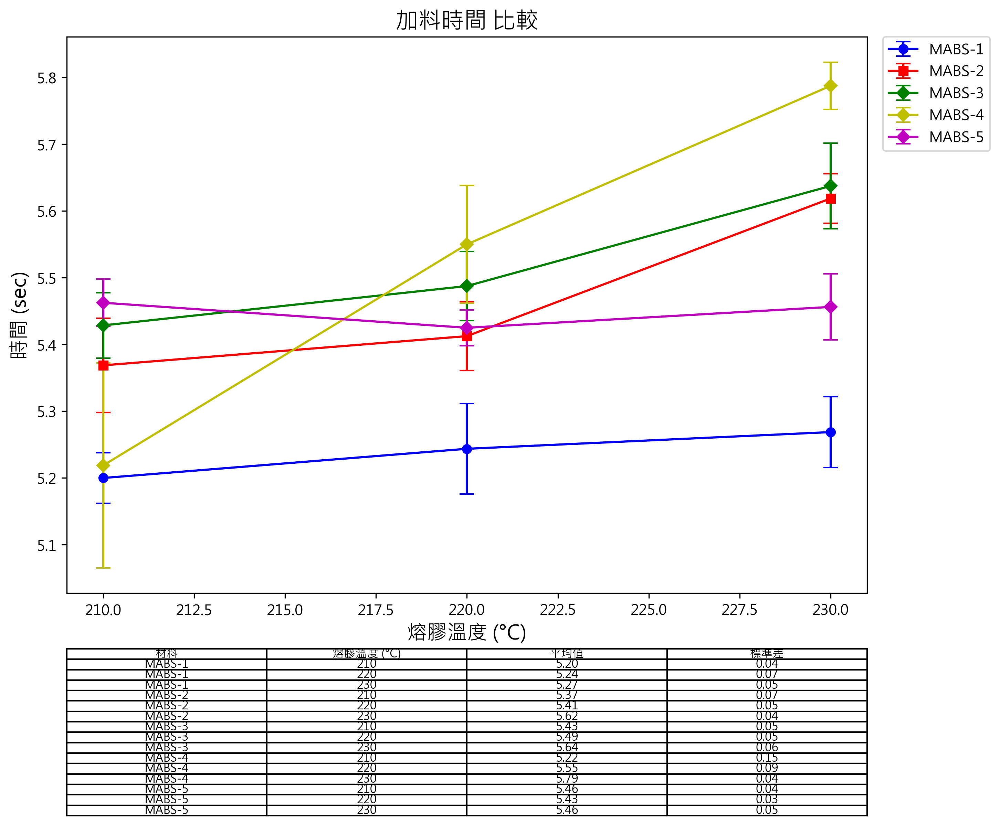 加料時間 比較
MABS-1
MABS-2
MABS-3
MABS-4
MABS-5
時間 (sec)
5.8
5.7
5.6
5.5
5.4
5.3
5.2
5.1
210.0 212.5 215.0 217.5 220.0 222.5 225.0 227.5 230.0
熔膠溫度 (°C)
材料 熔膠溫度 (°C) 平均值 標準差
MABS-1 210 5.20 0.04
MABS-1 220 5.24 0.07
MABS-1 230 5.27 0.05
MABS-2 210 5.37 0.07
MABS-2 220 5.41 0.05
MABS-2 230 5.62 0.04
MABS-3 210 5.43 0.05
MABS-3 220 5.49 0.05
MABS-3 230 5.64 0.06
MABS-4 210 5.22 0.15
MABS-4 220 5.55 0.09
MABS-4 230 5.79 0.04
MABS-5 210 5.46 0.04
MABS-5 220 5.43 0.03
MABS-5 230 5.46 0.05